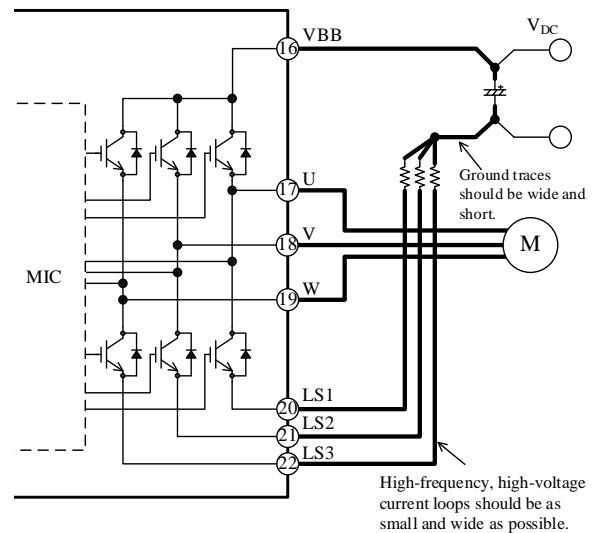 VBB
V_DC
16
U
17
Ground traces
should be wide and
short.
V
18
M
MIC
W
19
LS1
20
LS2
21
LS3
22
High-frequency, high-voltage
current loops should be as
small and wide as possible.